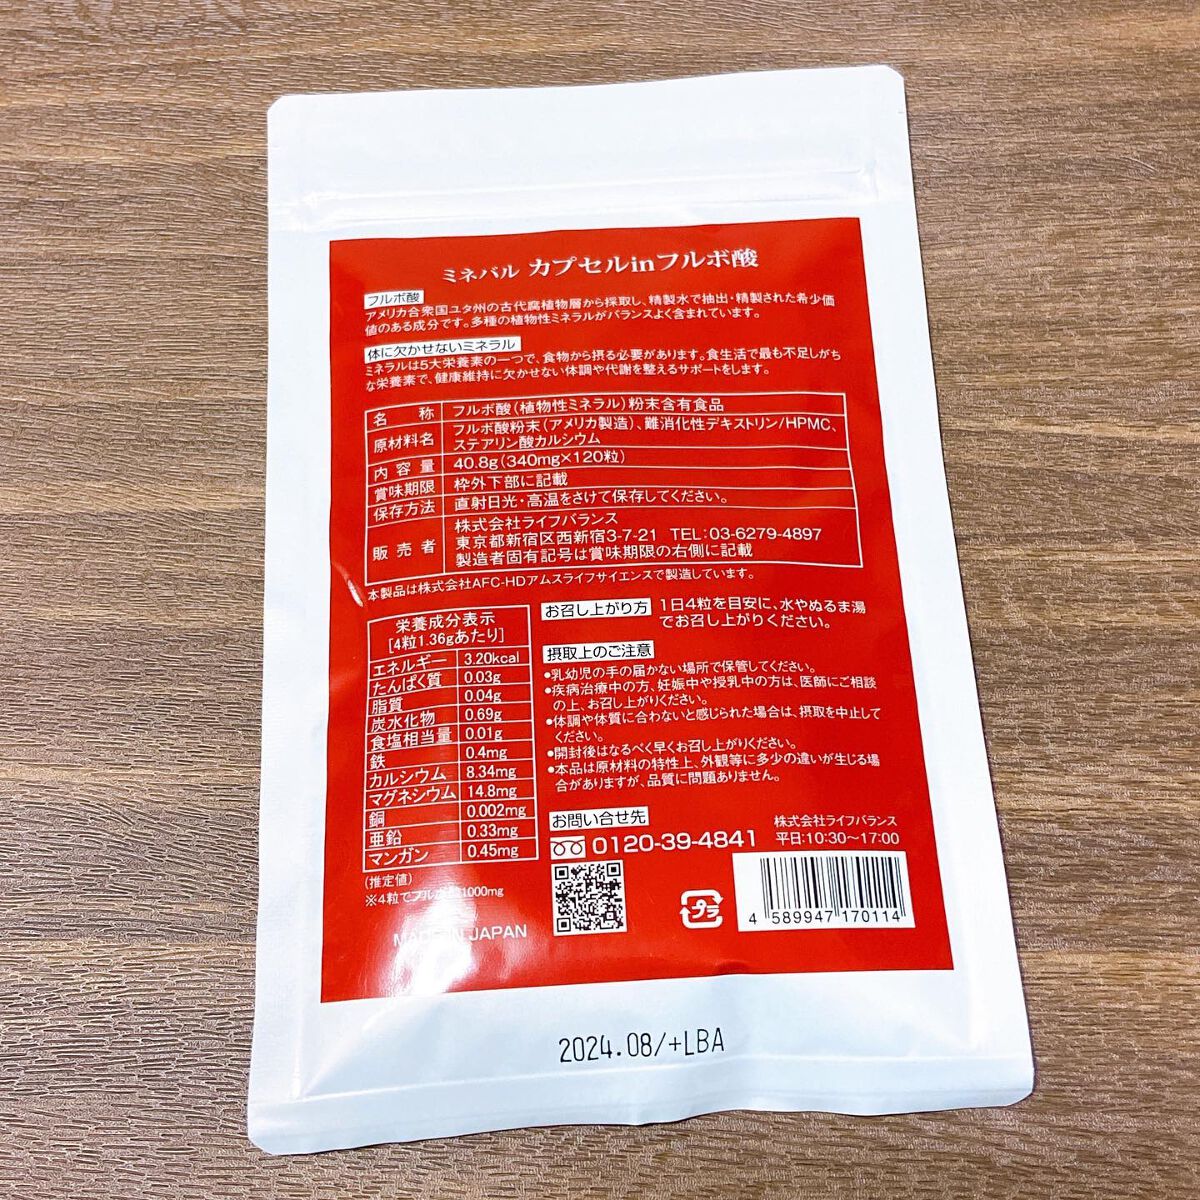 ミネバル カプセルinフルボ酸
フルボ酸
アメリカ合衆国ユタ州の古代腐植物層から採取し、精製水で抽出・精製された希少価
値のある成分です。多種の植物性ミネラルがバランスよく含まれています。
体に欠かせないミネラル
ミネラルは5大栄養素の一つで、食物から摂る必要があります。食生活で最も不足しがち
な栄養素で、健康維持に欠かせない体調や代謝を整えるサポートをします。
名称 フルボ酸(植物性ミネラル)粉末含有食品
原材料名 フルボ酸粉末(アメリカ製造)、難消化性デキストリン/HPMC、
ステアリン酸カルシウム
内容量 40.8g(340mg×120粒)
賞味期限 枠外下部に記載
保存方法 直射日光・高温をさけて保存してください。
販売者 株式会社ライフバランス
東京都新宿区西新宿3-7-21 TEL:03-6279-4897
製造者固有記号は賞味期限の右側に記載
本製品は株式会社AFC-HDアムスライフサイエンスで製造しています。
栄養成分表示
[4粒1.36gあたり]
エネルギー 3.20kcal
たんぱく質 0.03g
脂質 0.04g
炭水化物 0.69g
食塩相当量 0.01g
鉄 0.4mg
カルシウム 8.34mg
マグネシウム 14.8mg
銅 0.002mg
亜鉛 0.33mg
マンガン 0.45mg
(推定値)
※4粒でフルボ 1000mg
MADE IN JAPAN
お召し上がり方 1日4粒を目安に、水やぬるま湯
でお召し上がりください。
摂取上のご注意
●乳幼児の手の届かない場所で保管してください。
●疾病治療中の方、妊娠中や授乳中の方は、医師にご相談
の上、お召し上がりください。
●体調や体質に合わないと感じられた場合は、摂取を中止して
ください。
●開封後はなるべく早くお召し上がりください。
●本品は原材料の特性上、外観等に多少の違いが生じる場
合がありますが、品質に問題ありません。
お問い合せ先 株式会社ライフバランス
0120-39-4841 平日:10:30〜17:00
プラ
4 589947 170114
2024.08/+LBA